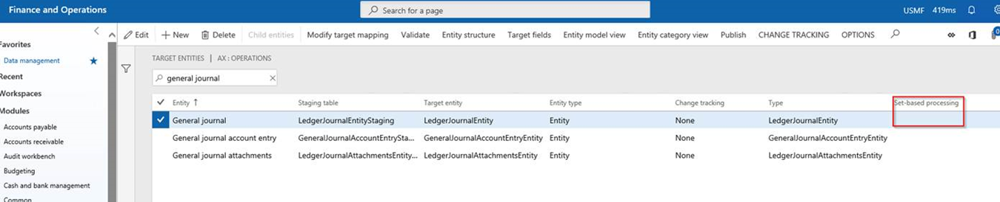 Finance and Operations
Search for a page
USMF 419ms
Edit New Delete Child entities Modify target mapping Validate Entity structure Target fields Entity model view Entity category view Publish CHANGE TRACKING OPTIONS 0
Favorites
Data management
Recent
Workspaces
Modules
Accounts payable
Accounts receivable
Audit workbench
Budgeting
Cash and bank management
Common
TARGET ENTITIES | AX : OPERATIONS
general journal
Entity Staging table Target entity Entity type Change tracking Type Set-based processing
General journal LedgerJournalEntityStaging LedgerJournalEntity Entity None LedgerJournalEntity
General journal account entry GeneralJournalAccountEntrySta... GeneralJournalAccountEntryEntity Entity None GeneralJournalAccountEntryEntity
General journal attachments LedgerJournalAttachmentsEntity... LedgerJournalAttachmentsEntity Entity None LedgerJournalAttachmentsEntity